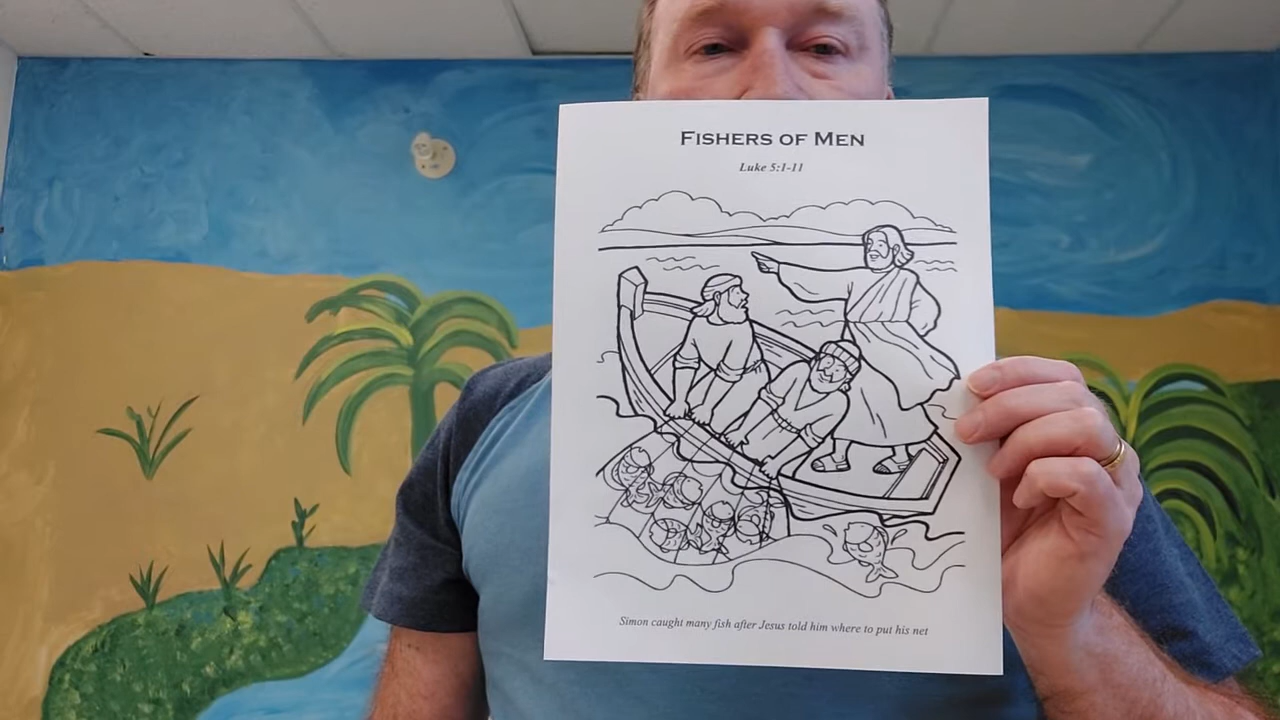 FISHERS OF MEN
Luke 5:1-11
Simon caught many fish after Jesus told him where to put his net